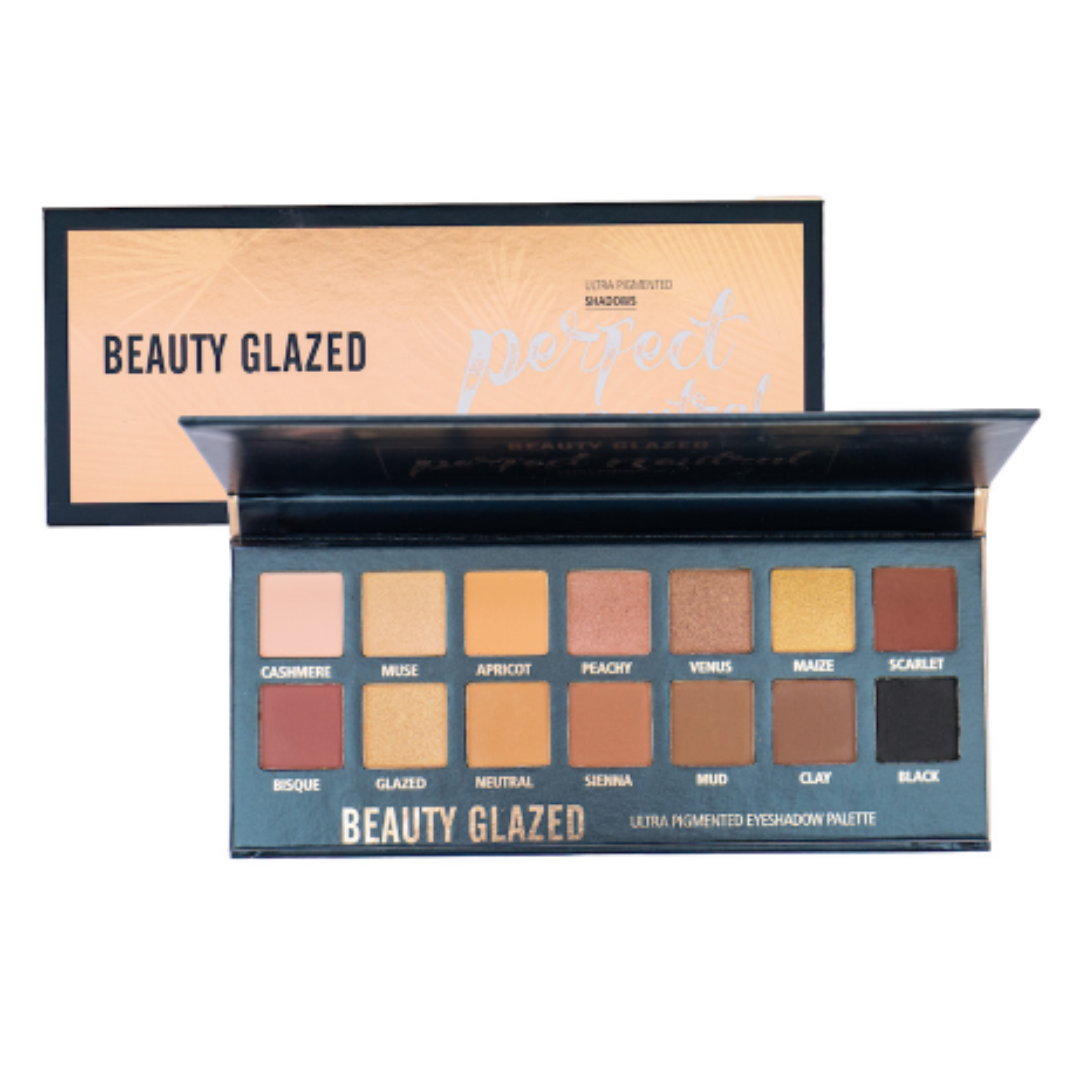 ULTRA PIGMENTED
SHADOWS
BEAUTY GLAZED
perfect
BEAUTY GLAZED
perfect neutral
CASHMERE MUSE APRICOT PEACHY VENUS MAIZE SCARLET
BISQUE GLAZED NEUTRAL SIENNA MUD CLAY BLACK
BEAUTY GLAZED ULTRA PIGMENTED EYESHADOW PALETTE